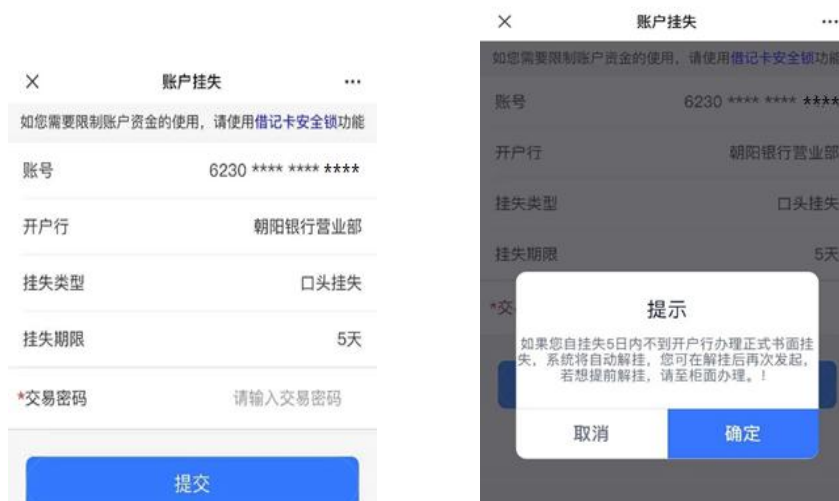 × 账户挂失 ...
如您需要限制账户资金的使用，请使用借记卡安全锁功能
账号 6230 **** **** ****
开户行 朝阳银行营业部
挂失类型 口头挂失
挂失期限 5天
*交易密码 请输入交易密码
提交
× 账户挂失 ...
如您需要限制账户资金的使用，请使用借记卡安全锁功能
账号 6230 **** **** ****
开户行 朝阳银行营业部
挂失类型 口头挂失
挂失期限 5天
*交
提示
如果您自挂失5日内不到开户行办理正式书面挂
失，系统将自动解挂，您可在解挂后再次发起，
若想提前解挂，请至柜面办理。！
取消 确定